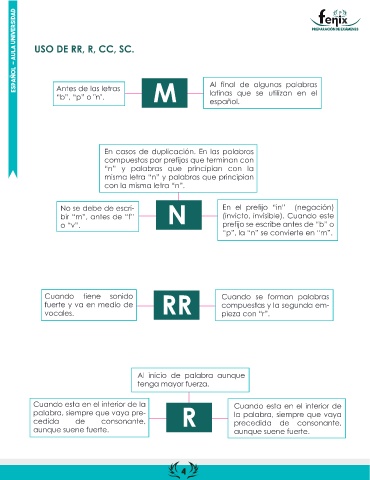 ESPAÑOL – AULA UNIVERSIDAD
fenix
PREPARACIÓN DE EXÁMENES
USO DE RR, R, CC, SC.
Antes de las letras
“b”, “p” o "n".
M
Al final de algunas palabras
latinas que se utilizan en el
español.
En casos de duplicación. En las palabras
compuestas por prefijos que terminan con
“n” y palabras que principian con la
misma letra “n” y palabras que principian
con la misma letra “n”.
No se debe de escri-
bir “m”, antes de “f”
o “v”.
N
En el prefijo “in” (negación)
(invicto, invisible). Cuando este
prefijo se escribe antes de “b” o
“p”, la “n” se convierte en “m”.
Cuando tiene sonido
fuerte y va en medio de
vocales.
RR
Cuando se forman palabras
compuestas y la segunda em-
pieza con “r”.
Al inicio de palabra aunque
tenga mayor fuerza.
Cuando esta en el interior de la
palabra, siempre que vaya pre-
cedida de consonante,
aunque suene fuerte.
R
Cuando esta en el interior de
la palabra, siempre que vaya
precedida de consonante,
aunque suene fuerte.
4